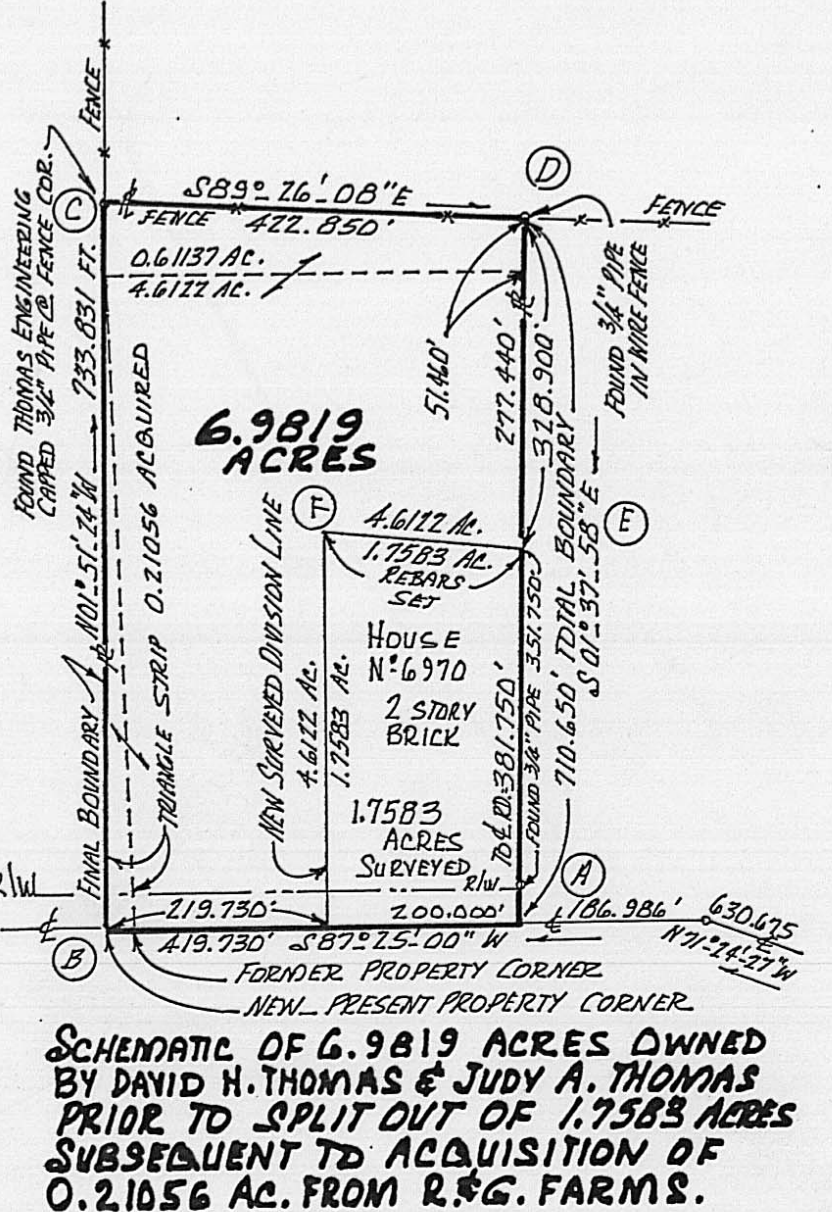 FENCE
FOUND THOMAS ENGINEERING
CAPPED 3/4" PIPE @ FENCE COR.
C
S89°-26'-08"E
FENCE
422.850'
D
FENCE
FOUND 3/4" PIPE
IN WIRE FENCE
0.61137 AC.
4.6122 AC.
51.460'
277.440'
328.900'
N01°-51'-24"W 733.831 FT.
FINAL BOUNDARY
TRIANGLE STRIP 0.21056 ACQUIRED
6.9819
ACRES
NEW SURVEYED DIVISION LINE
F
4.6122 AC.
1.7583 AC.
REBARS
SET
E
710.650' TOTAL BOUNDARY
S01°-37'-58"E
HOUSE
Nº 6970
2 STORY
BRICK
4.6122 AC.
1.7583 AC.
TO ℄ RD. 381.750'
FOUND 3/4" PIPE 351.750'
1.7583
ACRES
SURVEYED
R/W
R/W
A
℄
219.730'
200.000'
℄
186.986'
630.675
℄
N71°-24'-27"W
B
419.730' S87°-25'-00" W
FORMER PROPERTY CORNER
NEW PRESENT PROPERTY CORNER
SCHEMATIC OF 6.9819 ACRES OWNED
BY DAVID H. THOMAS & JUDY A. THOMAS
PRIOR TO SPLIT OUT OF 1.7583 ACRES
SUBSEQUENT TO ACQUISITION OF
0.21056 AC. FROM R.&G. FARMS.